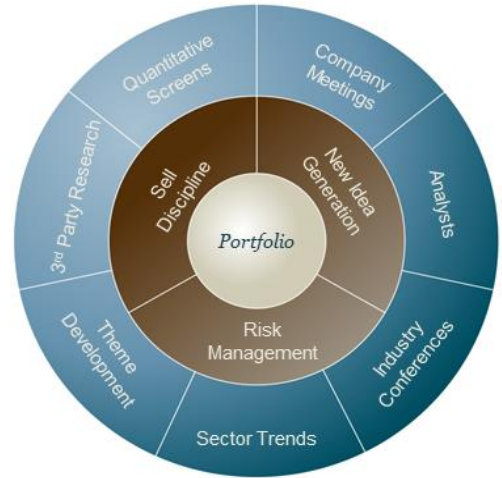 Quantitative
Screens
Company
Meetings
Analysts
Industry
Conferences
Sector Trends
Theme
Development
3rd Party Research
Sell
Discipline
New Idea
Generation
Risk
Management
Portfolio